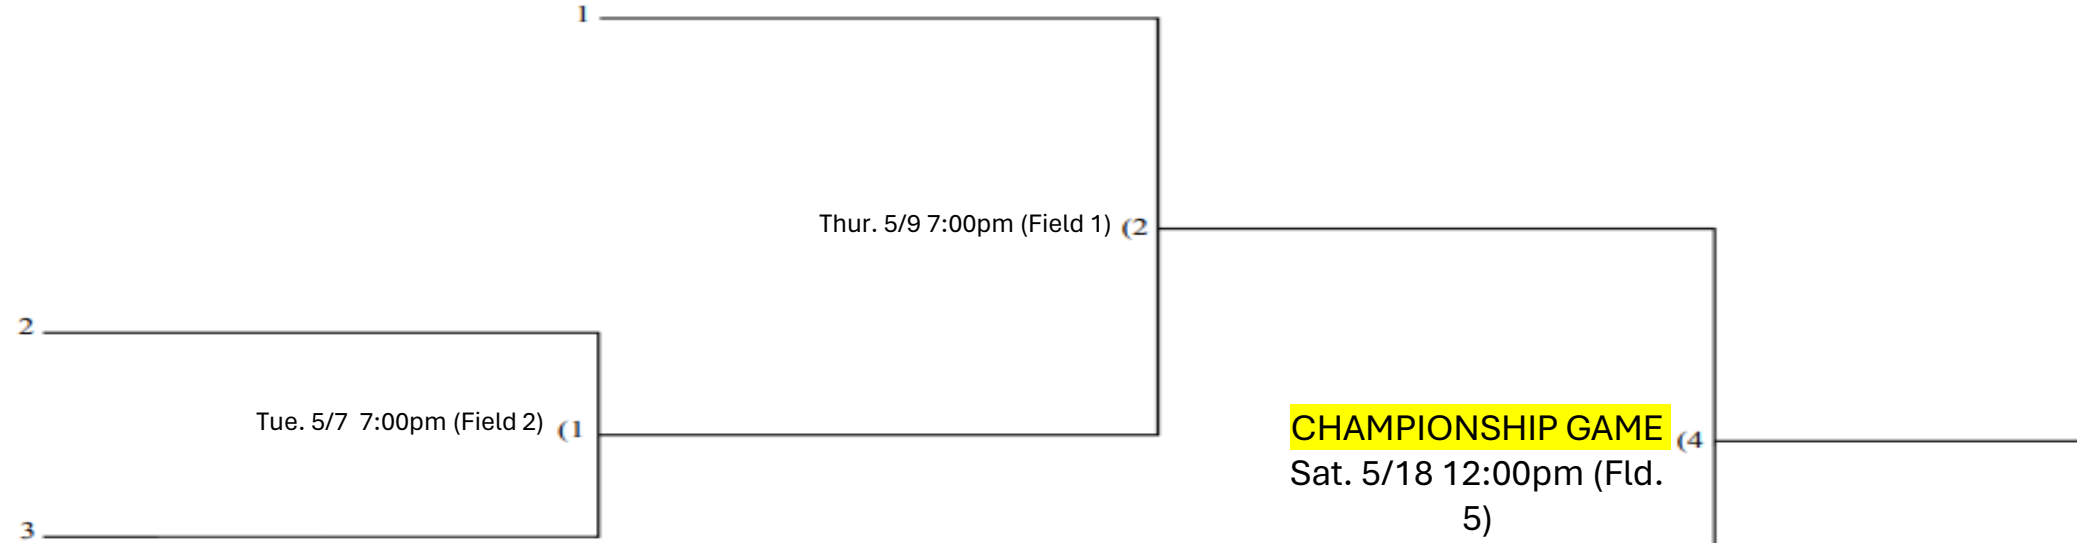 1
Thur. 5/9 7:00pm (Field 1) (2
2
Tue. 5/7  7:00pm (Field 2) (1
CHAMPIONSHIP GAME (4
Sat. 5/18 12:00pm (Fld.
5)
3